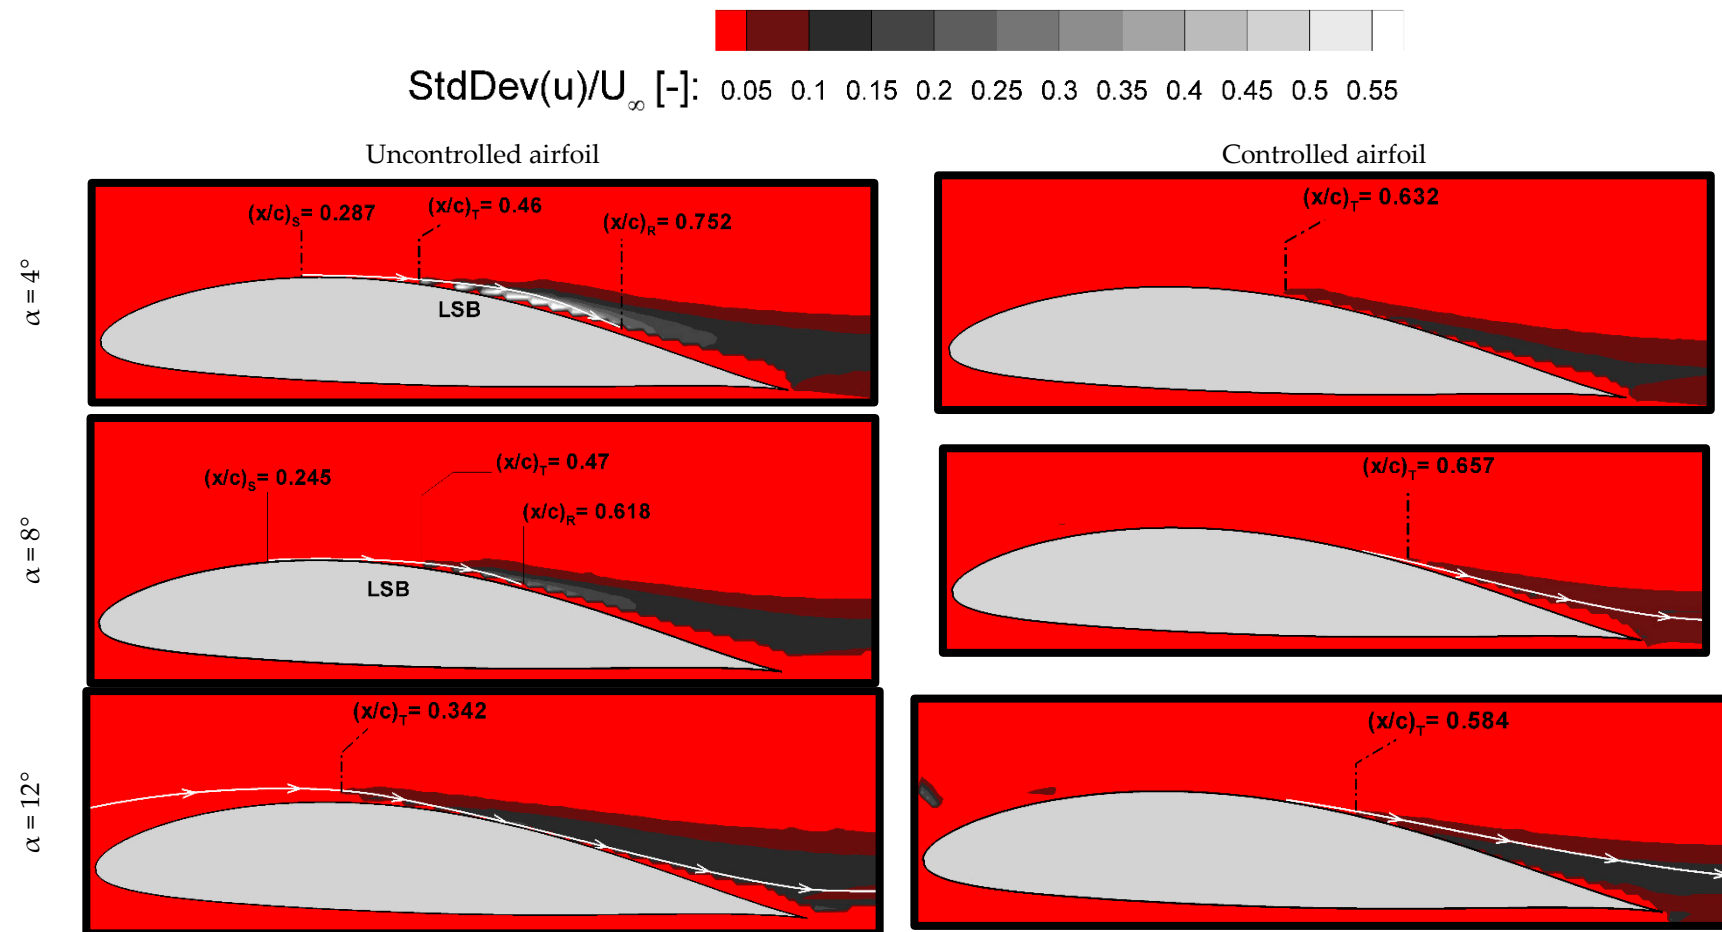 StdDev(u)/U∞ [-]: 0.05 0.1 0.15 0.2 0.25 0.3 0.35 0.4 0.45 0.5 0.55
Uncontrolled airfoil
Controlled airfoil
α = 4°
(x/c)S= 0.287
(x/c)T= 0.46
(x/c)R= 0.752
LSB
(x/c)T= 0.632
α = 8°
(x/c)S= 0.245
(x/c)T= 0.47
(x/c)R= 0.618
LSB
(x/c)T= 0.657
α = 12°
(x/c)T= 0.342
(x/c)T= 0.584